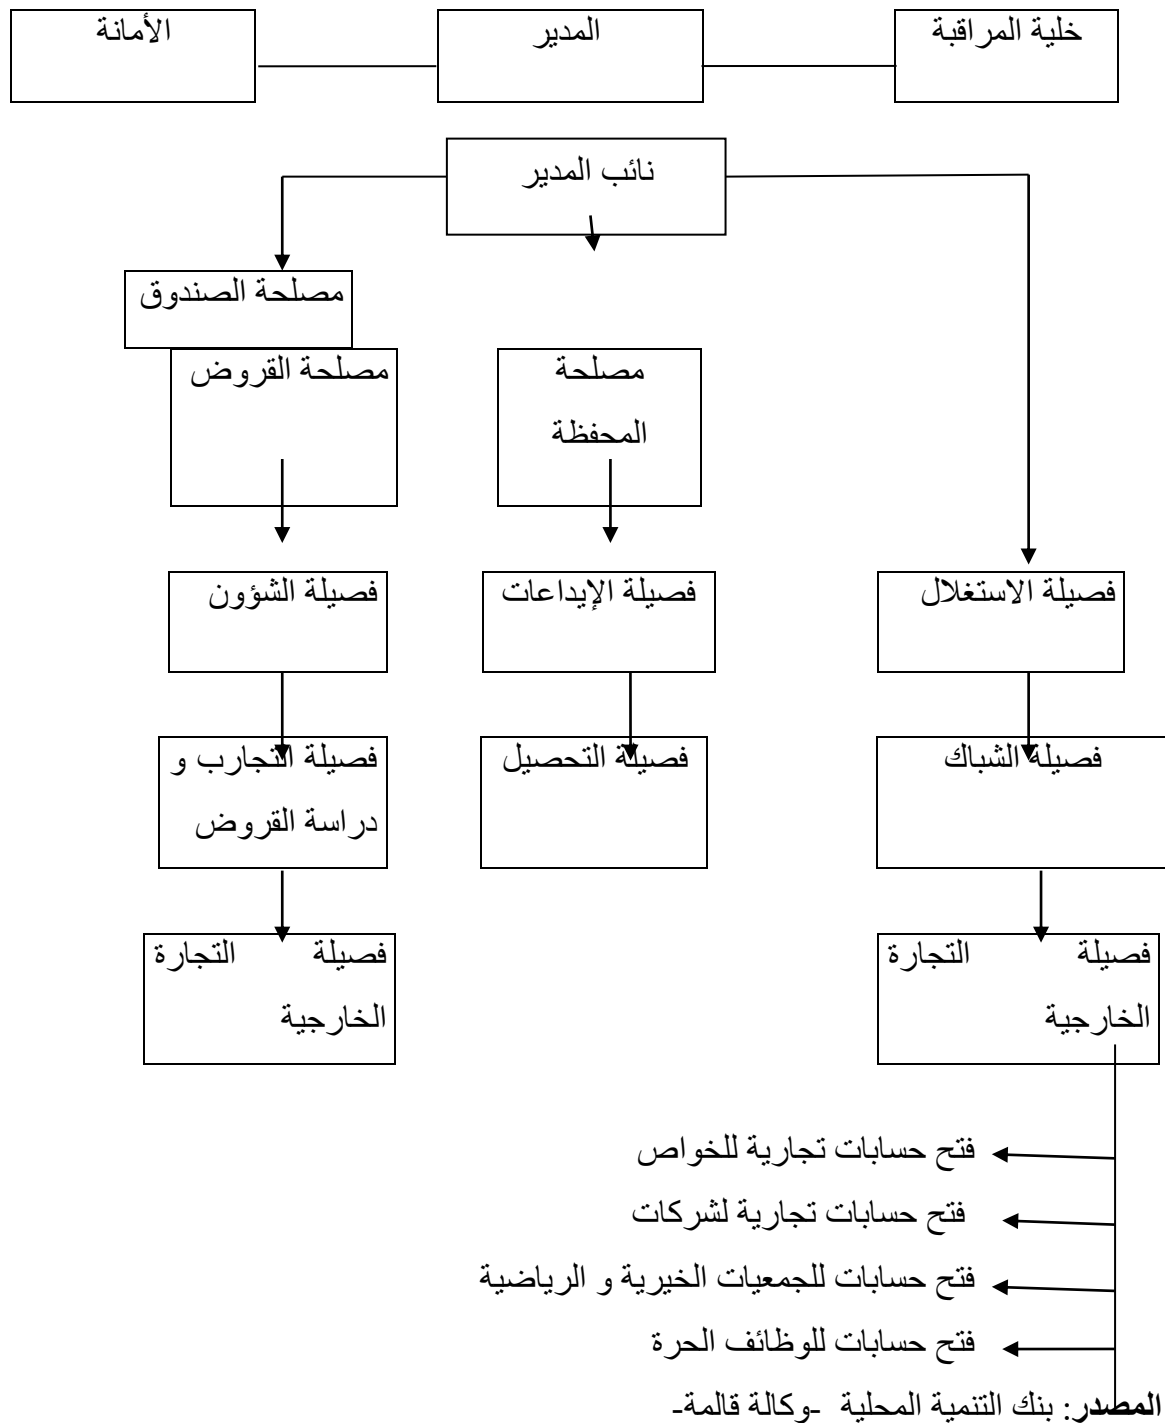 خلية المراقبة
المدير
الأمانة
نائب المدير
مصلحة الصندوق
مصلحة
المحفظة
مصلحة القروض
فصيلة الاستغلال
فصيلة الإيداعات
فصيلة الشؤون
فصيلة الشباك
فصيلة التحصيل
فصيلة التجارب و
دراسة القروض
فصيلة التجارة
الخارجية
فصيلة التجارة
الخارجية
فتح حسابات تجارية للخواص
فتح حسابات تجارية لشركات
فتح حسابات للجمعيات الخيرية و الرياضية
فتح حسابات للوظائف الحرة
المصدر: بنك التنمية المحلية -وكالة قالمة-